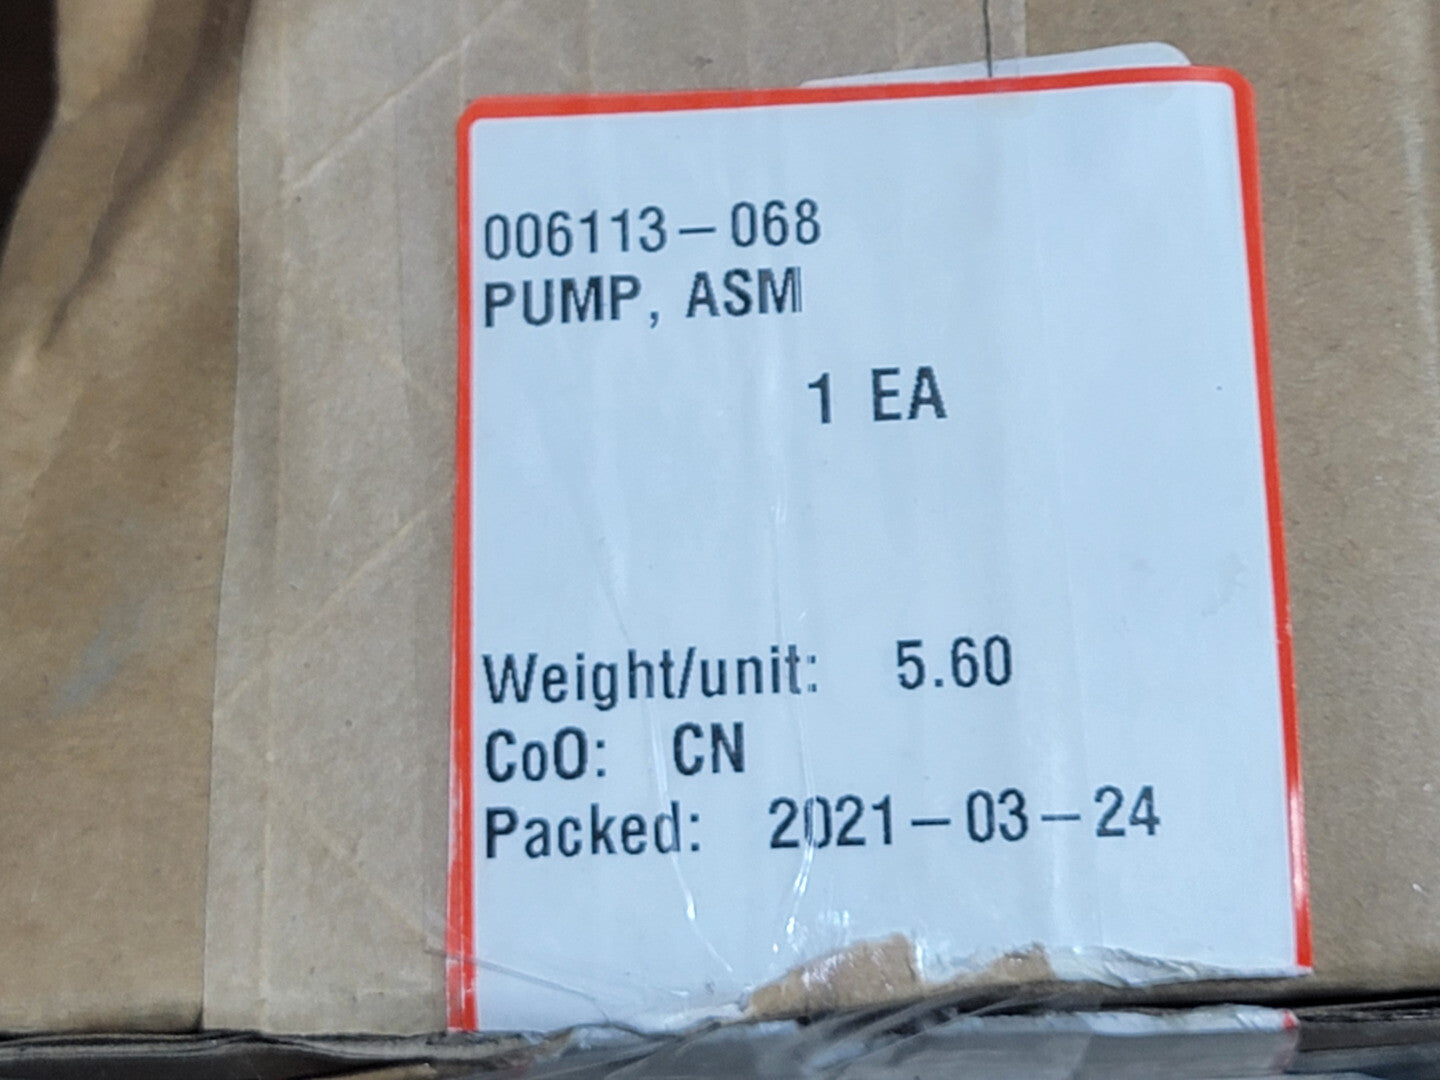 006113-068
PUMP, ASM
1 EA
Weight/unit: 5.60
CoO: CN
Packed: 2021-03-24